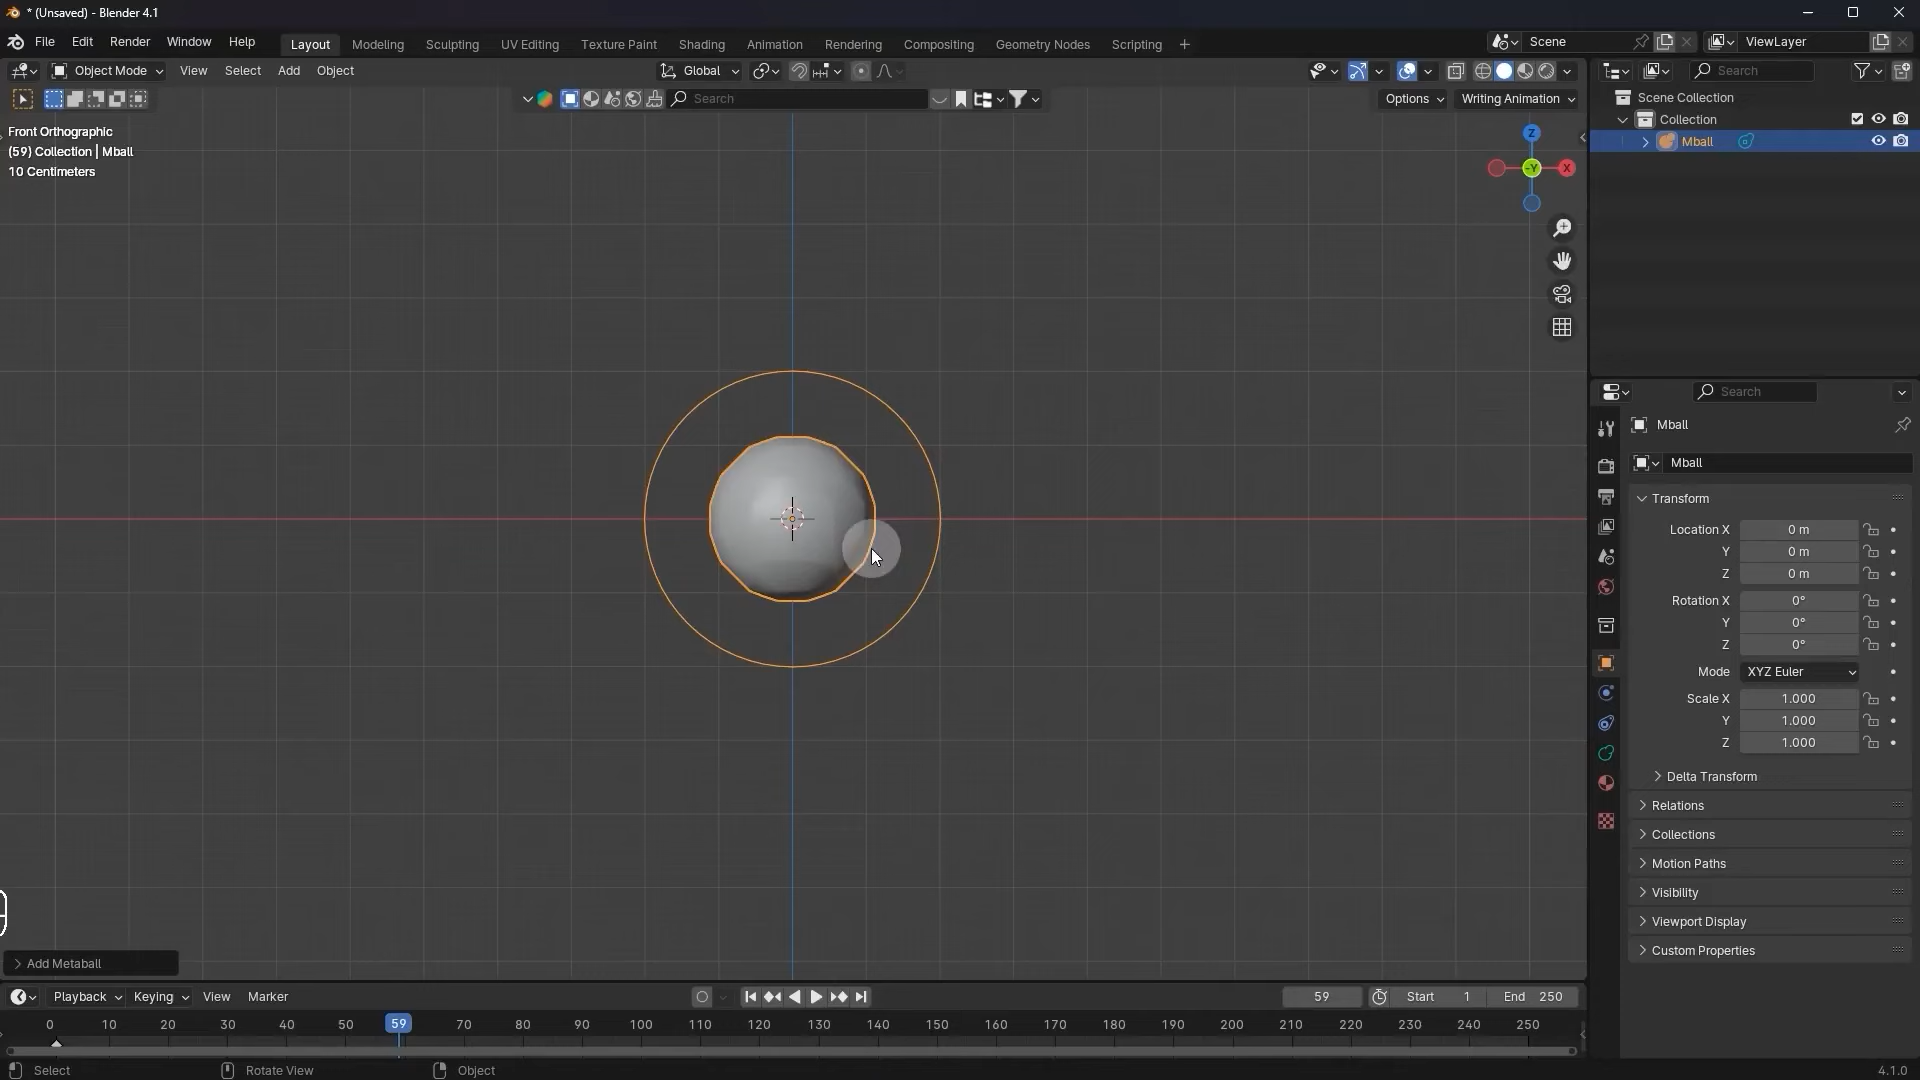 * (Unsaved) - Blender 4.1
File Edit Render Window Help
Layout Modeling Sculpting UV Editing Texture Paint Shading Animation Rendering Compositing Geometry Nodes Scripting +
Scene
ViewLayer
Object Mode View Select Add Object
Global
Search
Search
Options Writing Animation
Front Orthographic
(59) Collection | Mball
10 Centimeters
Z
-Y
X
Scene Collection
Collection
Mball
Search
Mball
Mball
Transform
Location X 0 m
Y 0 m
Z 0 m
Rotation X 0°
Y 0°
Z 0°
Mode XYZ Euler
Scale X 1.000
Y 1.000
Z 1.000
Delta Transform
Relations
Collections
Motion Paths
Visibility
Viewport Display
Custom Properties
Add Metaball
Playback Keying View Marker
59 Start 1 End 250
0 10 20 30 40 50 59 70 80 90 100 110 120 130 140 150 160 170 180 190 200 210 220 230 240 250
Select Rotate View Object 4.1.0